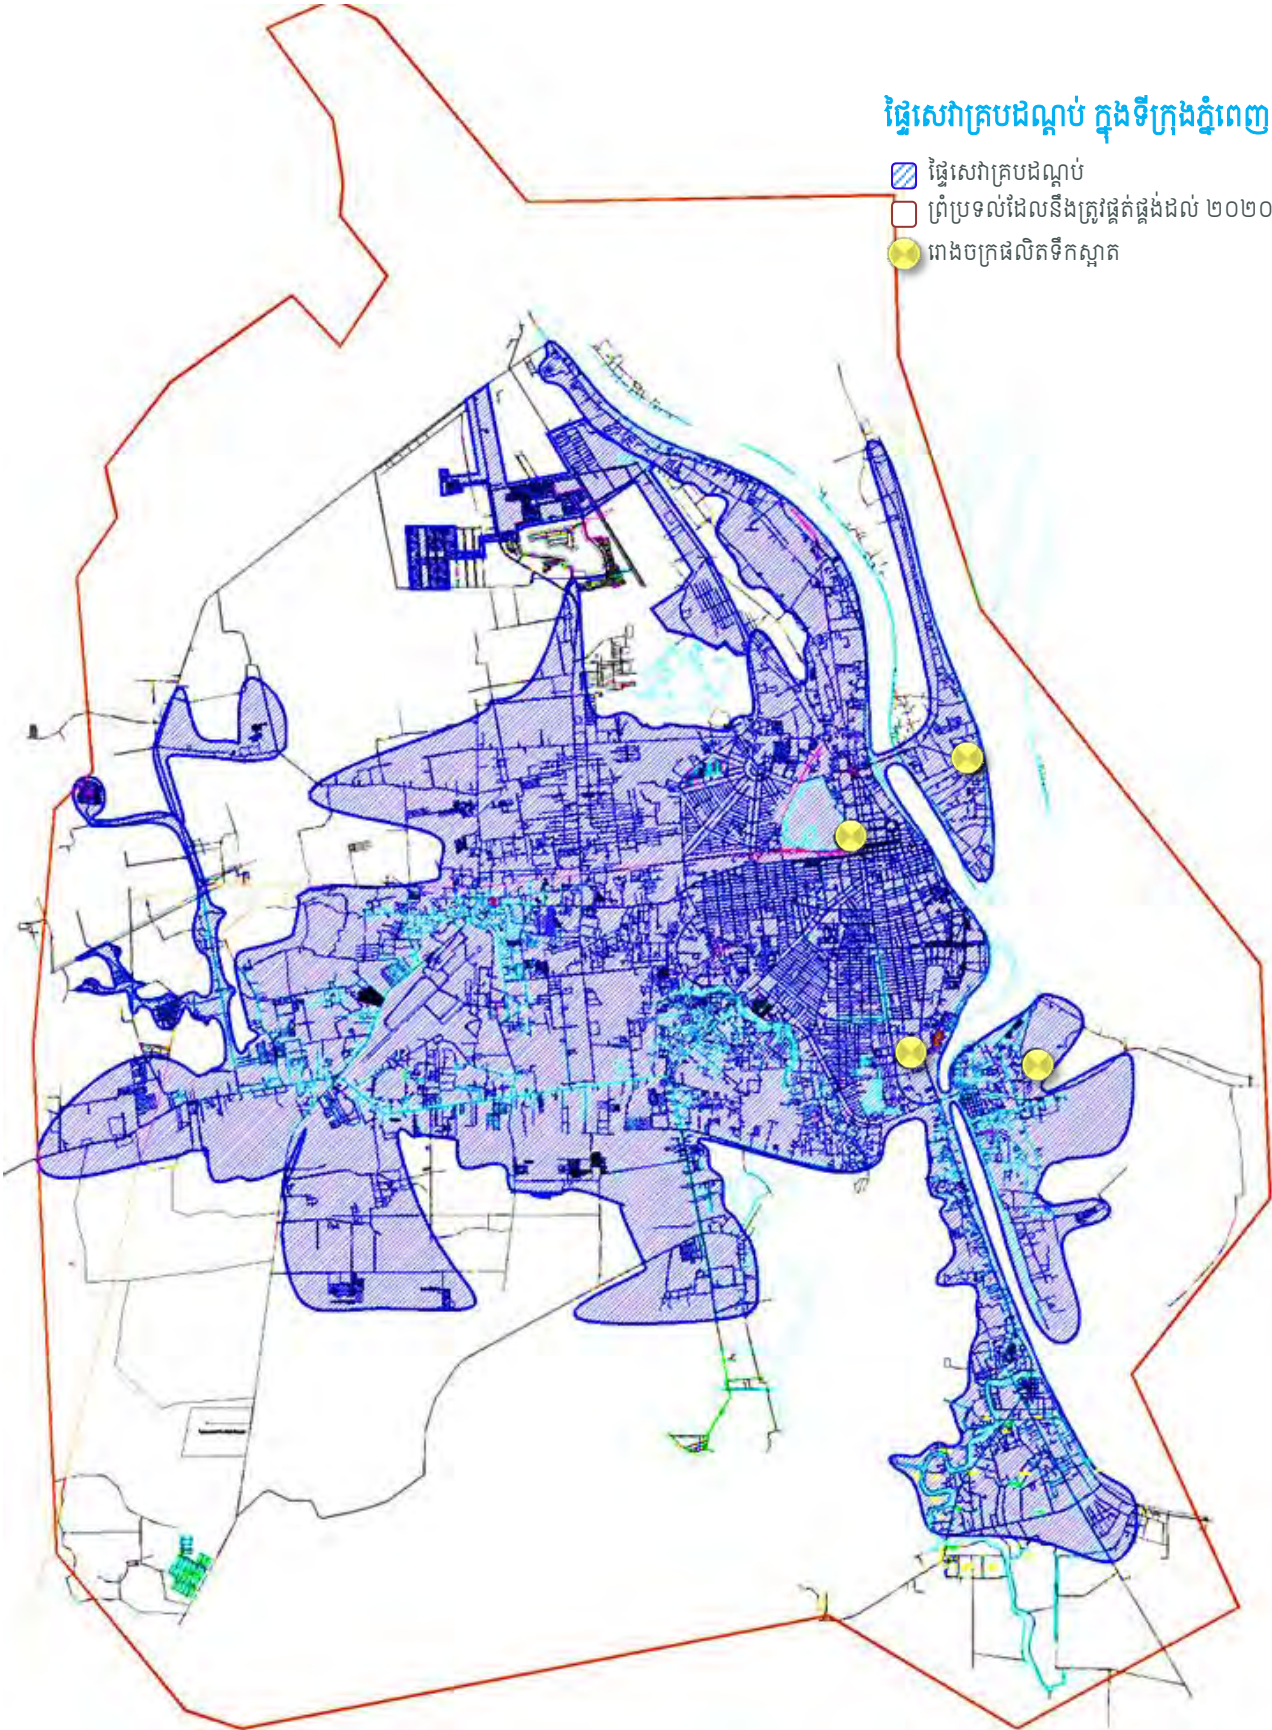 ផ្ទៃសេវាគ្របដណ្តប់ ក្នុងទីក្រុងភ្នំពេញ
ផ្ទៃសេវាគ្របដណ្តប់
ព្រំប្រទល់ដែលនឹងត្រូវផ្គត់ផ្គង់ដល់ ២០២០
រោងចក្រផលិតទឹកស្អាត